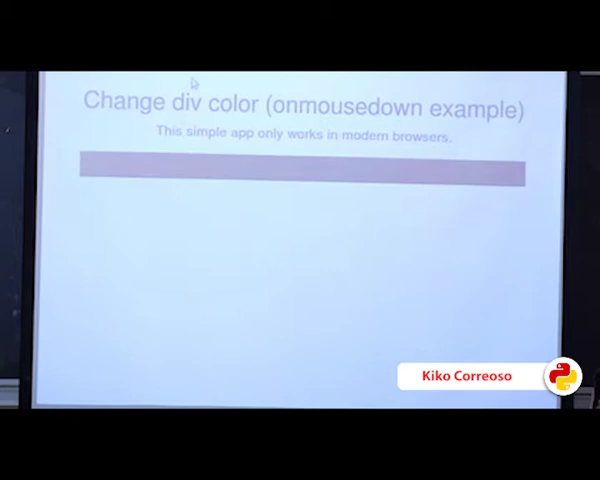 Change div color (onmousedown example)
This simple app only works in modern browsers.
Kiko Correoso